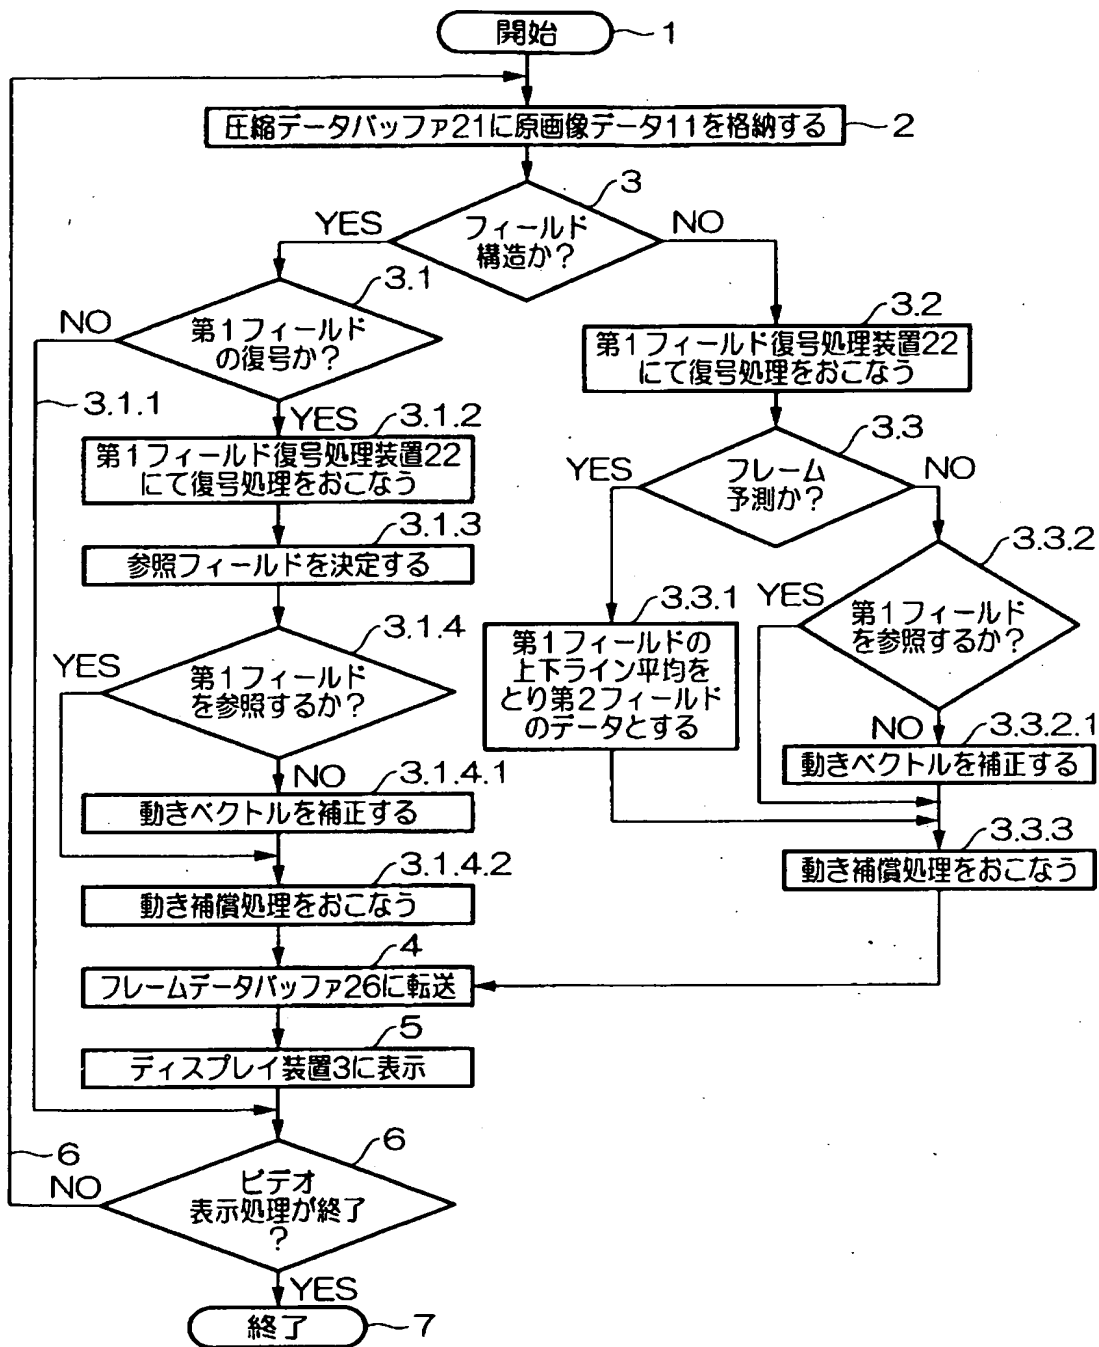 開始
1
圧縮データバッファ21に原画像データ11を格納する
2
3
YES
フィールド
構造か?
NO
3.1
NO
第1フィールド
の復号か?
3.1.1
YES
3.1.2
第1フィールド復号処理装置22
にて復号処理をおこなう
3.1.3
参照フィールドを決定する
3.1.4
YES
第1フィールド
を参照するか?
NO
3.1.4.1
動きベクトルを補正する
3.1.4.2
動き補償処理をおこなう
3.2
第1フィールド復号処理装置22
にて復号処理をおこなう
3.3
YES
フレーム
予測か?
NO
3.3.1
第1フィールドの
上下ライン平均を
とり第2フィールド
のデータとする
3.3.2
YES
第1フィールド
を参照するか?
NO
3.3.2.1
動きベクトルを補正する
3.3.3
動き補償処理をおこなう
4
フレームデータバッファ26に転送
5
ディスプレイ装置3に表示
6
6
NO
ビデオ
表示処理が終了
?
YES
終了
7